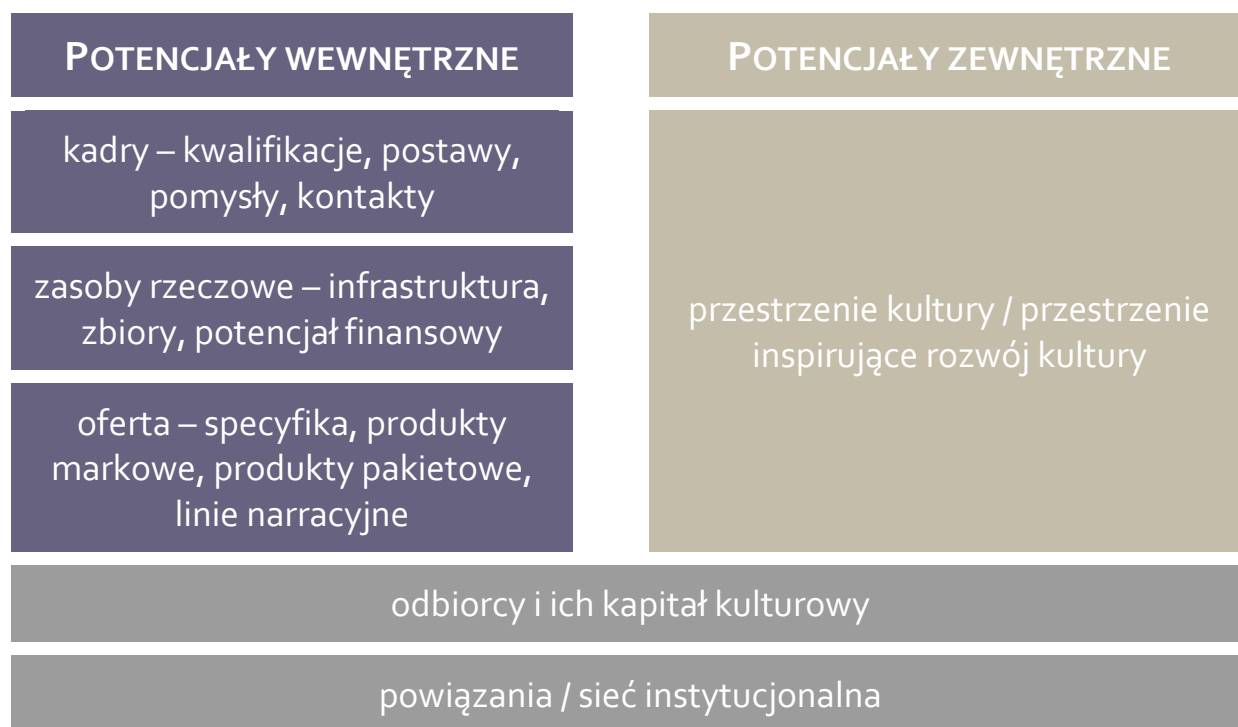 POTENCJAŁY WEWNĘTRZNE
kadry – kwalifikacje, postawy,
pomysły, kontakty
zasoby rzeczowe – infrastruktura,
zbiory, potencjał finansowy
oferta – specyfika, produkty
markowe, produkty pakietowe,
linie narracyjne
POTENCJAŁY ZEWNĘTRZNE
przestrzenie kultury / przestrzenie
inspirujące rozwój kultury
odbiorcy i ich kapitał kulturowy
powiązania / sieć instytucjonalna